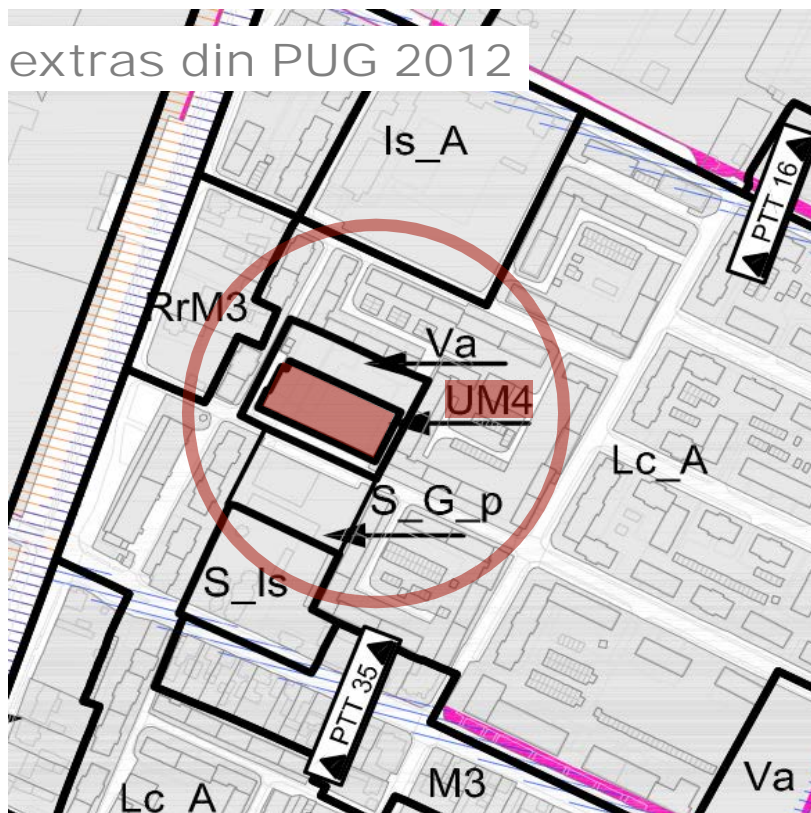 extras din PUG 2012
Is_A
PTT 16
RrM3
Va
UM4
Lc_A
S_G_p
S_Is
PTT 35
M3
Va
Lc_A